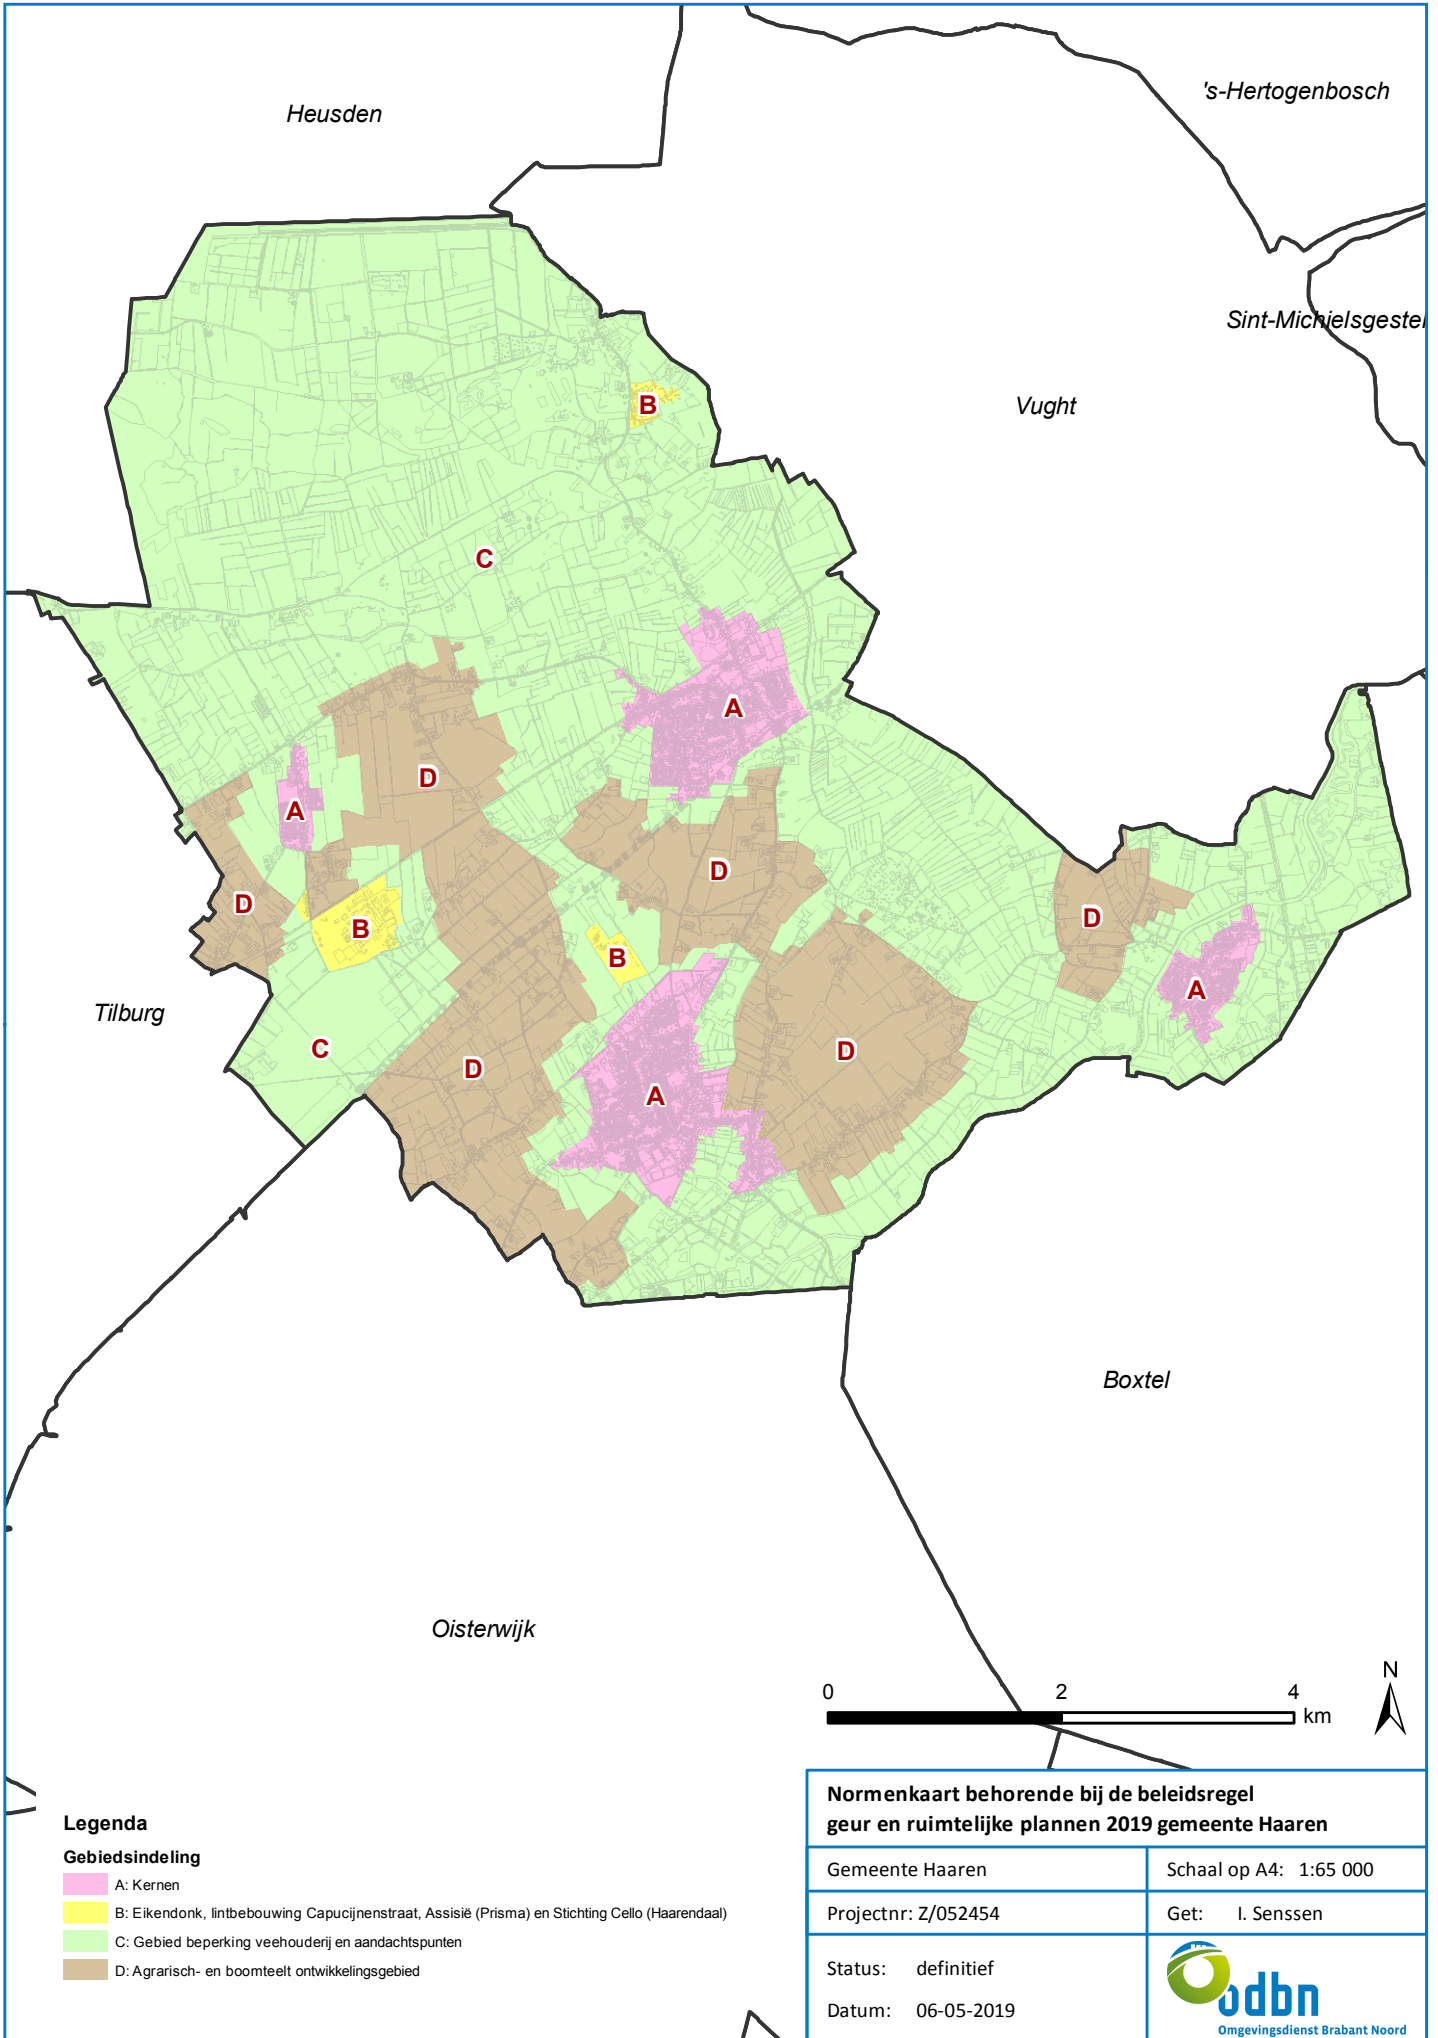 Heusden
's-Hertogenbosch
Sint-Michielsgestel
Vught
B
C
A
D
A
D
D
B
D
B
A
Tilburg
C
D
D
A
Boxtel
Oisterwijk
0 2 4
km
N
Legenda
Gebiedsindeling
A: Kernen
B: Eikendonk, lintbebouwing Capucijnenstraat, Assisië (Prisma) en Stichting Cello (Haarendaal)
C: Gebied beperking veehouderij en aandachtspunten
D: Agrarisch- en boomteelt ontwikkelingsgebied
Normenkaart behorende bij de beleidsregel
geur en ruimtelijke plannen 2019 gemeente Haaren
Gemeente Haaren
Schaal op A4: 1:65 000
Projectnr: Z/052454
Get: I. Senssen
Status: definitief
Datum: 06-05-2019
odbn
Omgevingsdienst Brabant Noord